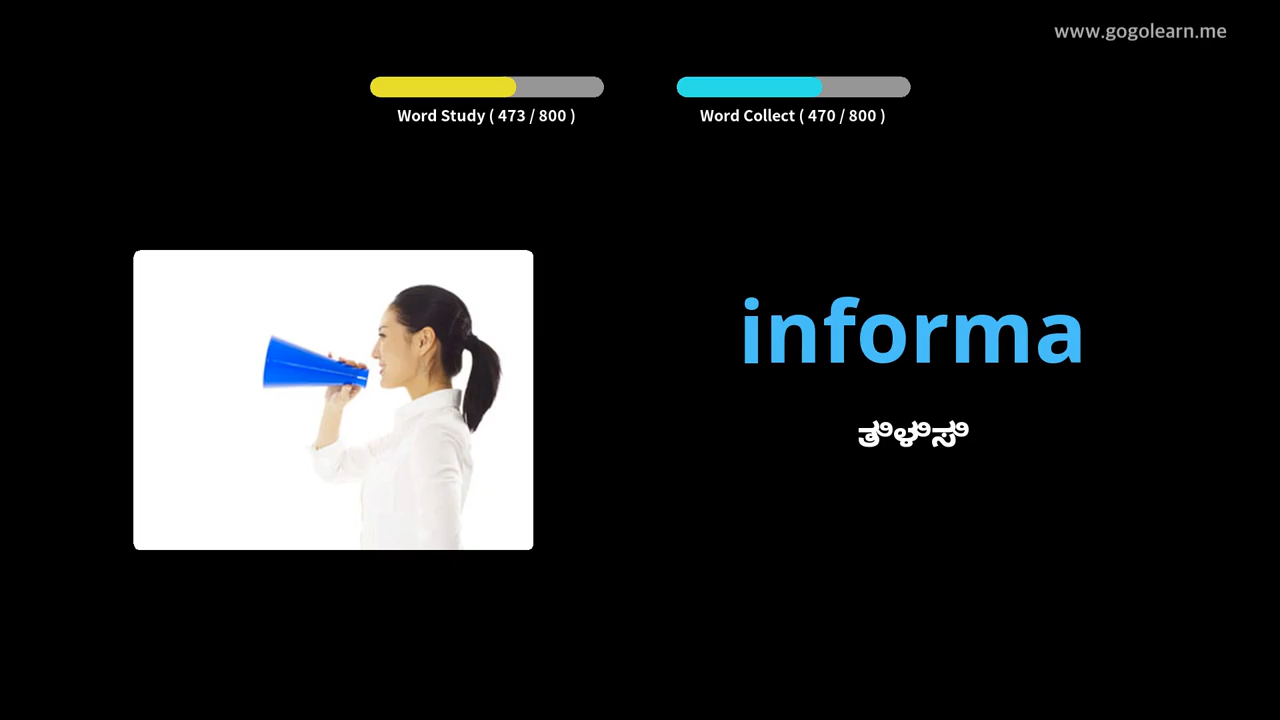 www.gogolearn.me
Word Study ( 473 / 800 )
Word Collect ( 470 / 800 )
informa
ತಿಳಿಸಿ